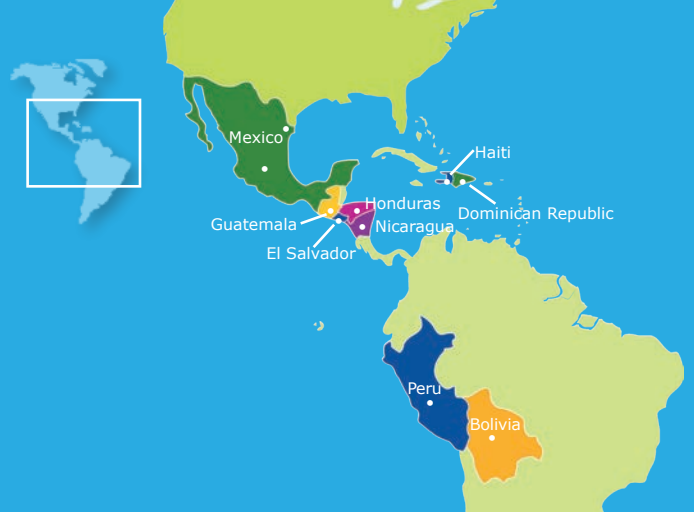 Mexico
Haiti
Honduras
Dominican Republic
Guatemala
Nicaragua
El Salvador
Peru
Bolivia